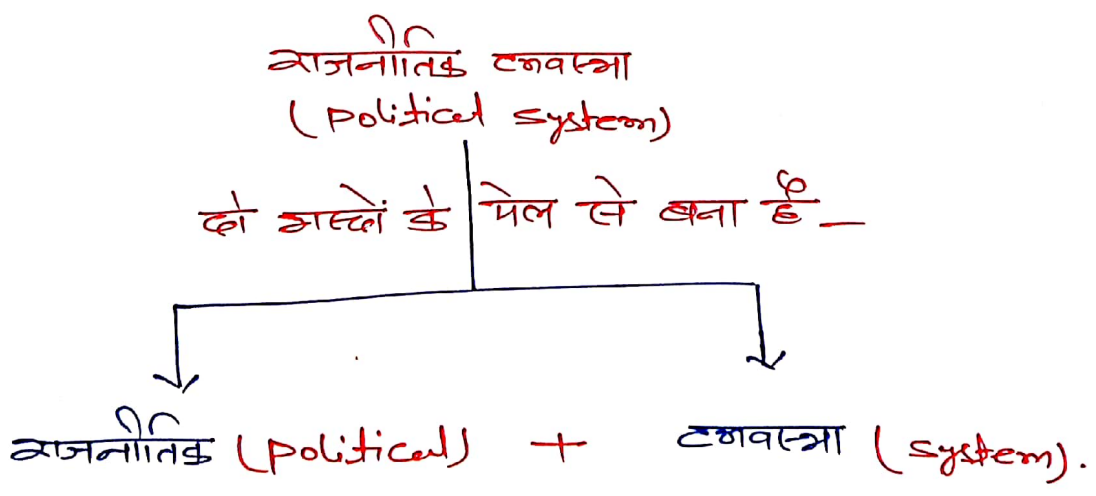 राजनीतिक व्यवस्था
(political system)
दो शब्दों के मेल से बना है -
राजनीतिक (political) + व्यवस्था (system).